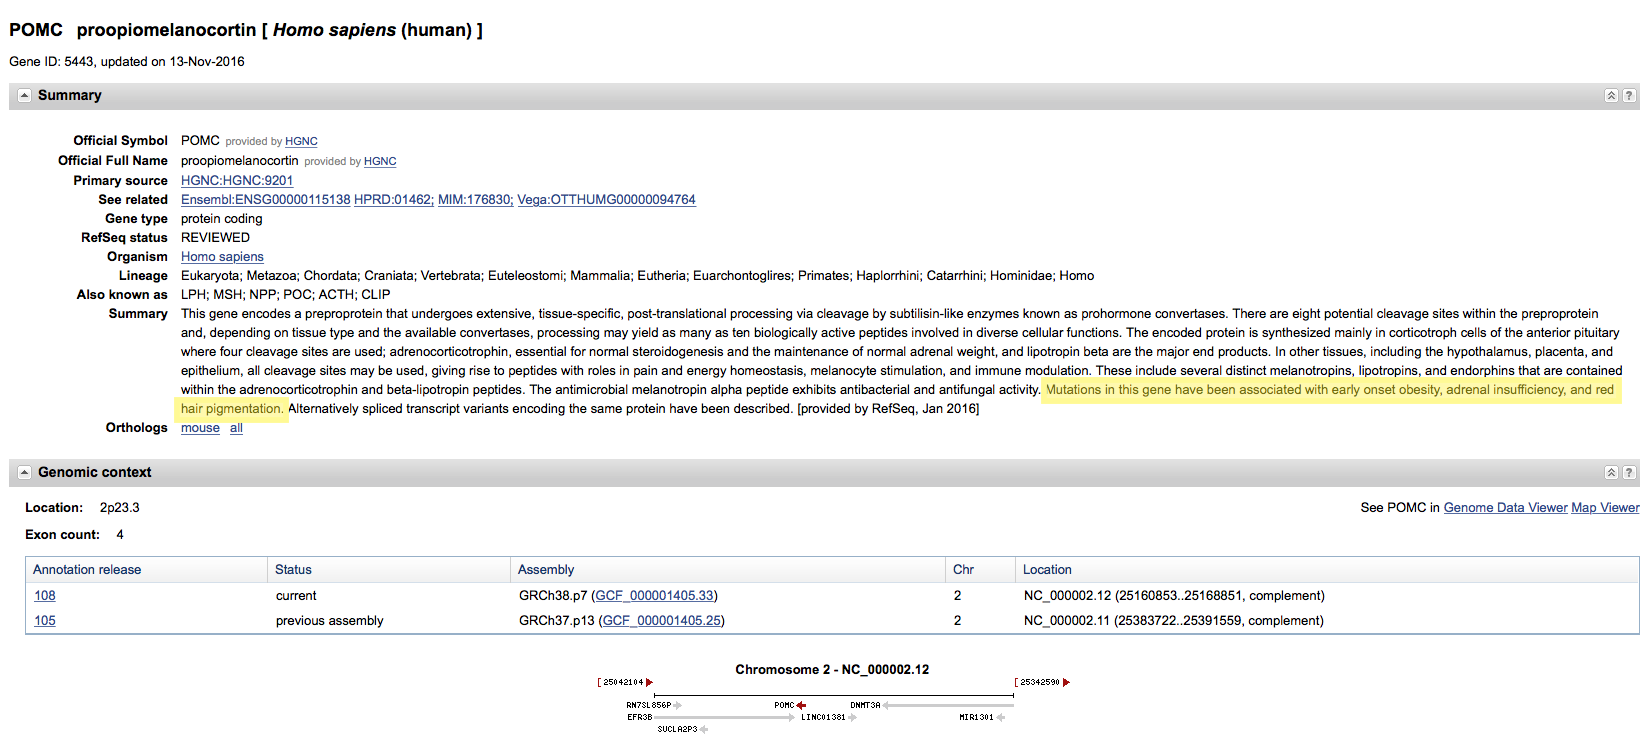 POMC proopiomelanocortin [ Homo sapiens (human) ]
Gene ID: 5443, updated on 13-Nov-2016
Summary
?
Official Symbol POMC provided by HGNC
Official Full Name proopiomelanocortin provided by HGNC
Primary source HGNC:HGNC:9201
See related Ensembl:ENSG00000115138 HPRD:01462; MIM:176830; Vega:OTTHUMG00000094764
Gene type protein coding
RefSeq status REVIEWED
Organism Homo sapiens
Lineage Eukaryota; Metazoa; Chordata; Craniata; Vertebrata; Euteleostomi; Mammalia; Eutheria; Euarchontoglires; Primates; Haplorrhini; Catarrhini; Hominidae; Homo
Also known as LPH; MSH; NPP; POC; ACTH; CLIP
Summary This gene encodes a preproprotein that undergoes extensive, tissue-specific, post-translational processing via cleavage by subtilisin-like enzymes known as prohormone convertases. There are eight potential cleavage sites within the preproprotein
and, depending on tissue type and the available convertases, processing may yield as many as ten biologically active peptides involved in diverse cellular functions. The encoded protein is synthesized mainly in corticotroph cells of the anterior pituitary
where four cleavage sites are used; adrenocorticotrophin, essential for normal steroidogenesis and the maintenance of normal adrenal weight, and lipotropin beta are the major end products. In other tissues, including the hypothalamus, placenta, and
epithelium, all cleavage sites may be used, giving rise to peptides with roles in pain and energy homeostasis, melanocyte stimulation, and immune modulation. These include several distinct melanotropins, lipotropins, and endorphins that are contained
within the adrenocorticotrophin and beta-lipotropin peptides. The antimicrobial melanotropin alpha peptide exhibits antibacterial and antifungal activity. Mutations in this gene have been associated with early onset obesity, adrenal insufficiency, and red
hair pigmentation. Alternatively spliced transcript variants encoding the same protein have been described. [provided by RefSeq, Jan 2016]
Orthologs mouse all
Genomic context
?
Location: 2p23.3
See POMC in Genome Data Viewer Map Viewer
Exon count: 4
Annotation release Status Assembly Chr Location
108 current GRCh38.p7 (GCF_000001405.33) 2 NC_000002.12 (25160853..25168851, complement)
105 previous assembly GRCh37.p13 (GCF_000001405.25) 2 NC_000002.11 (25383722..25391559, complement)
Chromosome 2 - NC_000002.12
[ 25042104 [ 25342590
RN7SL856P POMC DNMT3A
EFR3B LINC01381 MIR1301
SUCLA2P3